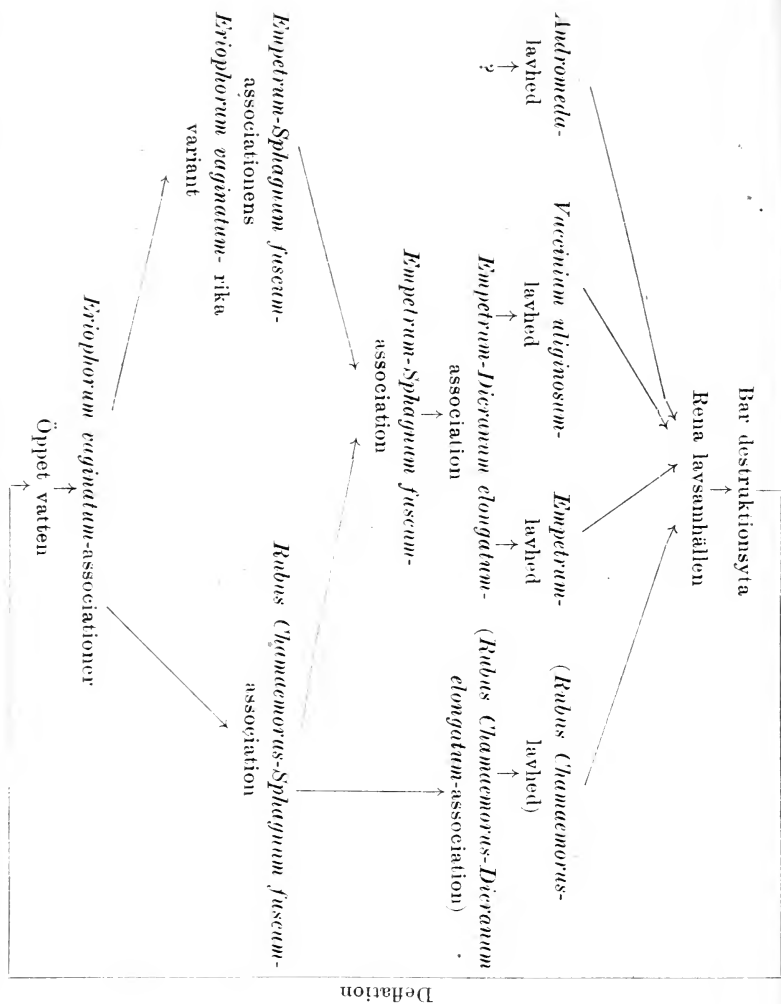 Bar destruktionsyta
Rena lavsamhällen
Andromeda-
lavhed
?
Vaccinium uliginosum-
lavhed
Empetrum-
lavhed
(Rubus Chamaemorus-
lavhed)
Empetrum-Dicranum elongatum-
association
(Rubus Chamaemorus-Dicranum
elongatum-association)
Empetrum-Sphagnum fuscum-
association
Empetrum-Sphagnum fuscum-
associationens
Eriophorum vaginatum- rika
variant
Rubus Chamaemorus-Sphagnum fuscum-
association
Eriophorum vaginatum-associationer
Öppet vatten
Deflation